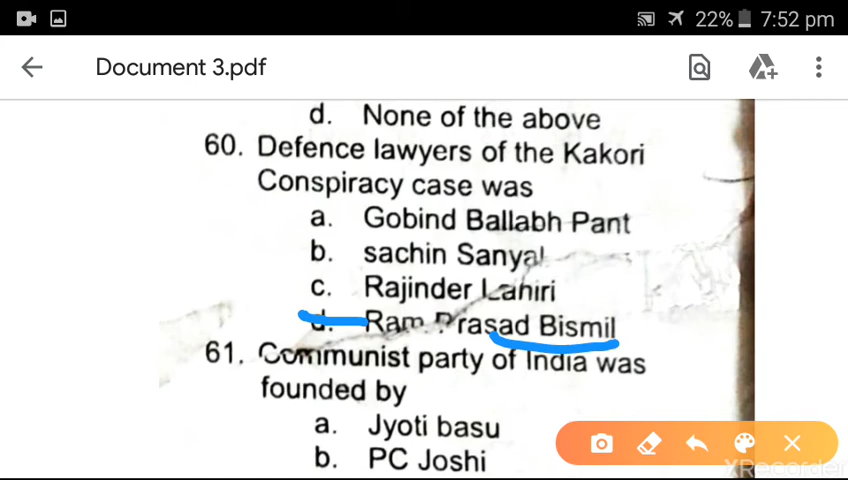 22% 7:52 pm
Document 3.pdf
d. None of the above
60. Defence lawyers of the Kakori
Conspiracy case was
a. Gobind Ballabh Pant
b. sachin Sanyal
c. Rajinder Lahiri
d. Ram Prasad Bismil
61. Communist party of India was
founded by
a. Jyoti basu
b. PC Joshi
XRecorder